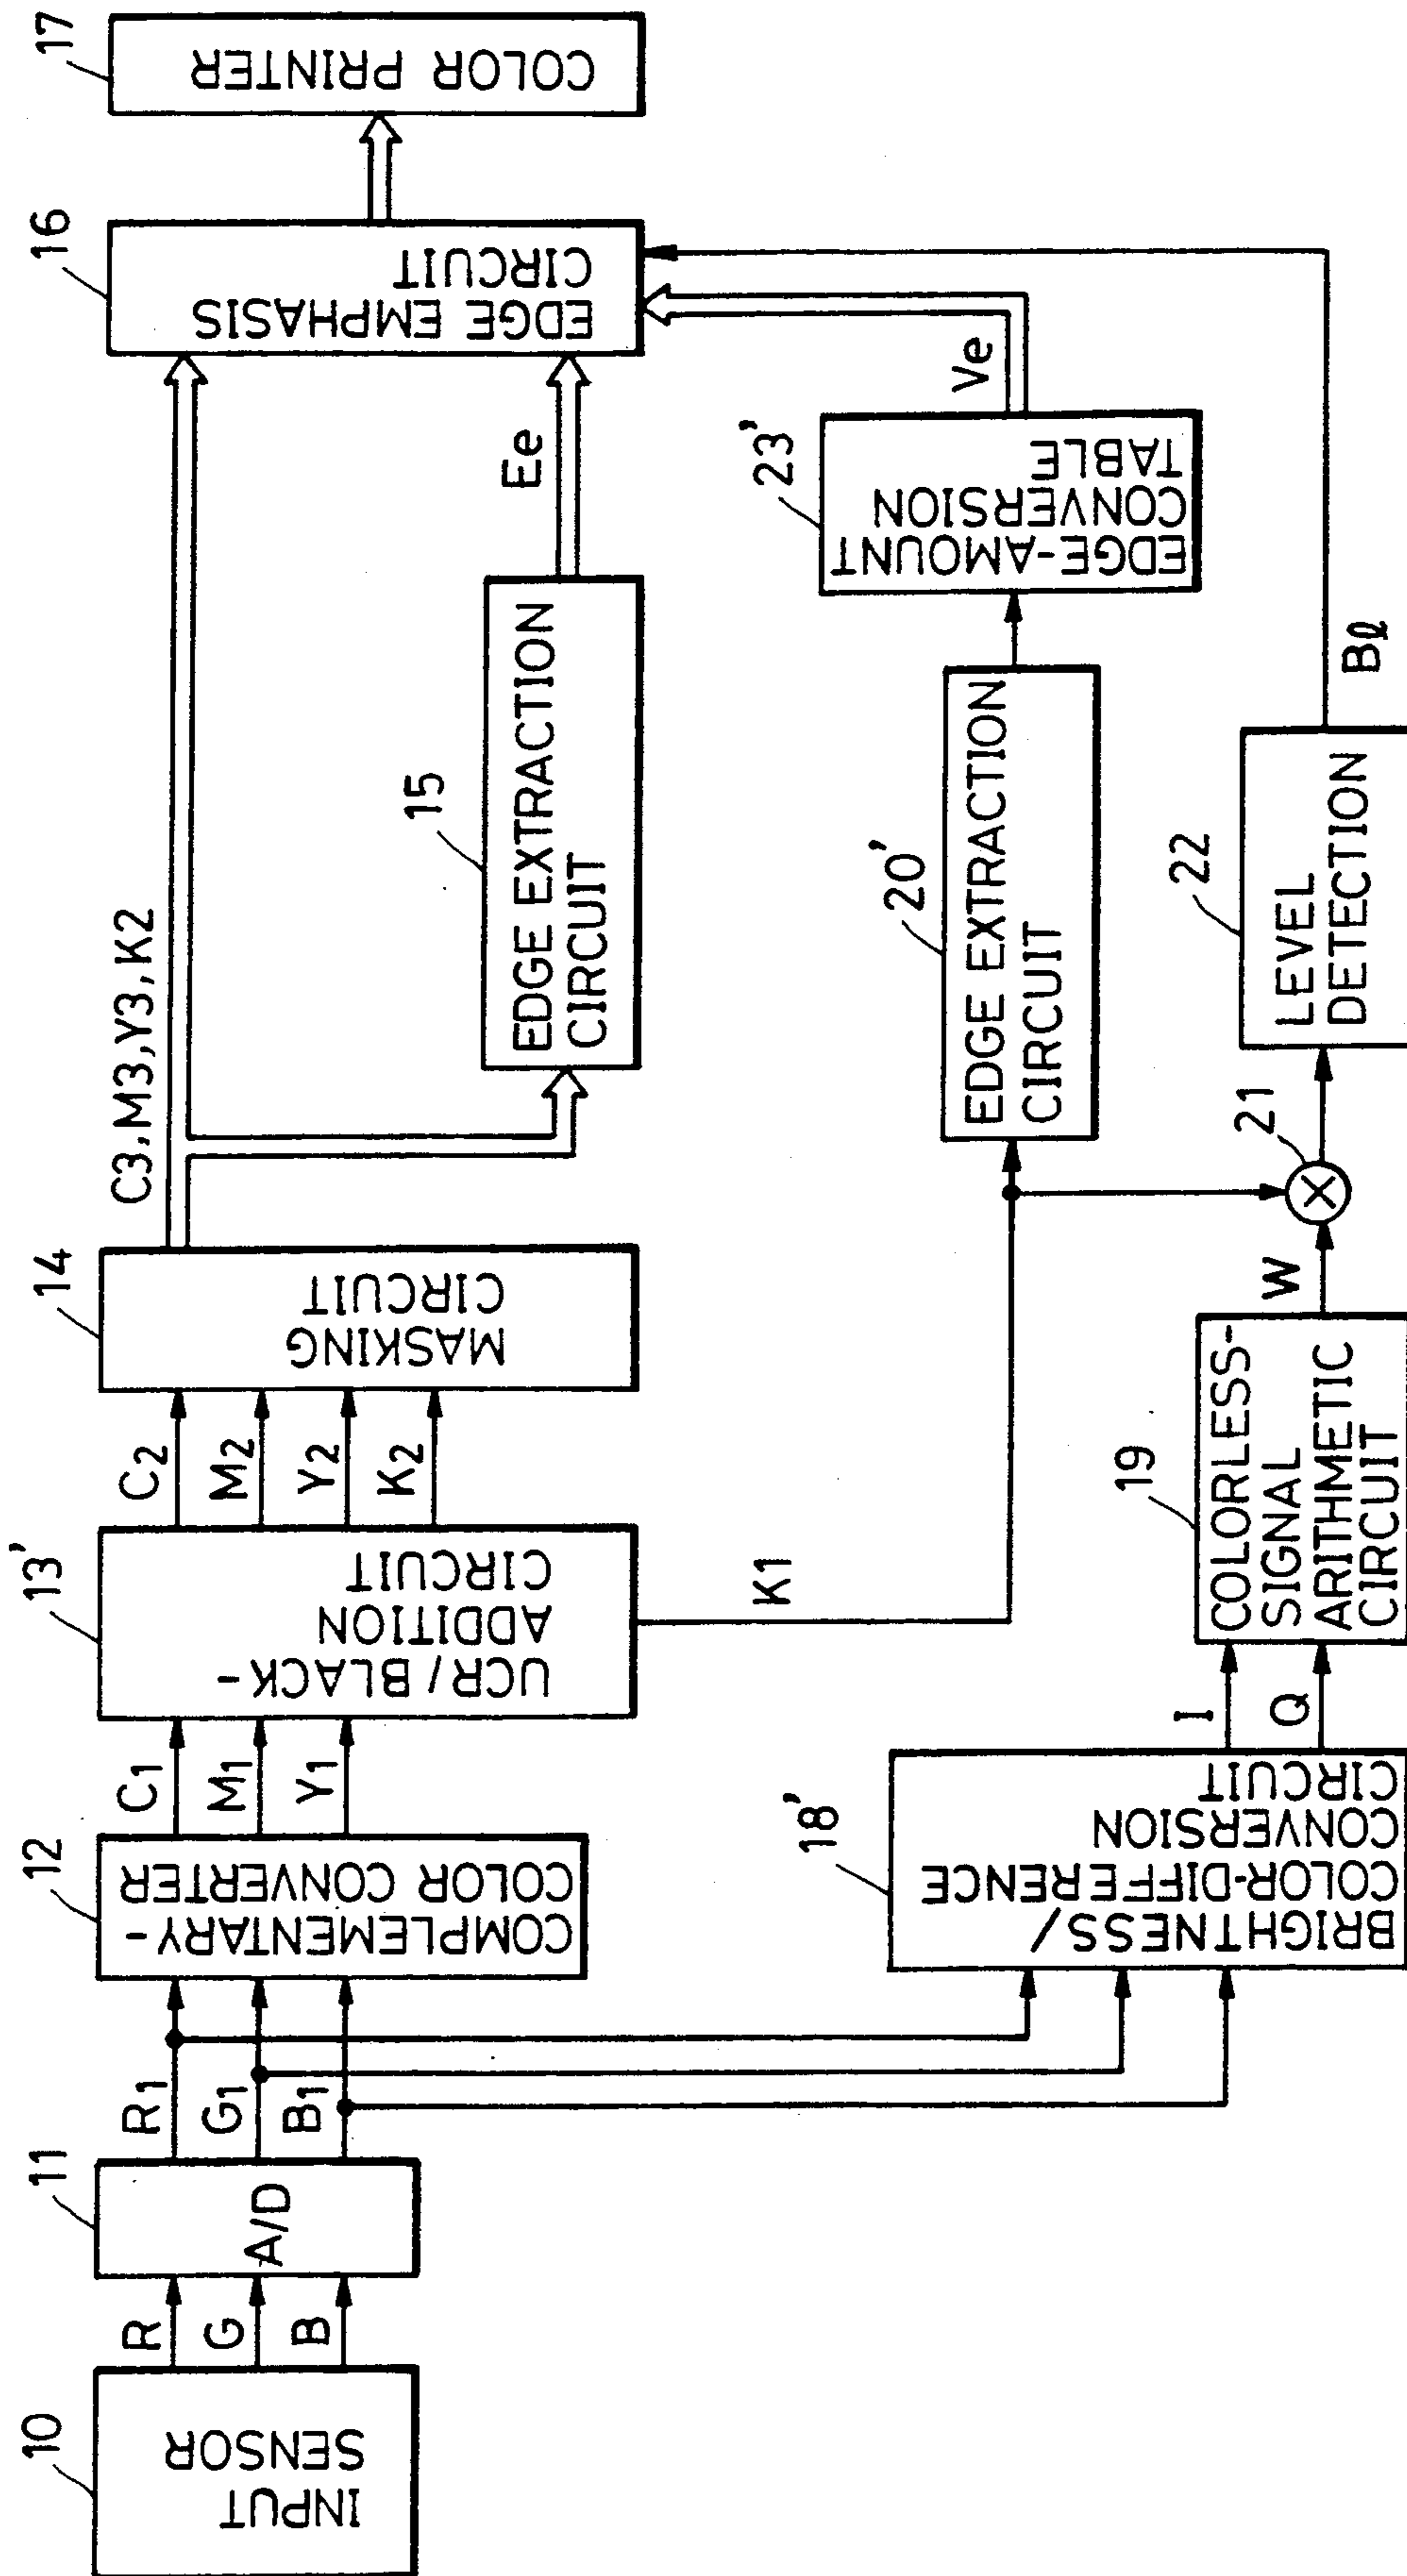 10
INPUT
SENSOR
R
G
B
11
A/D
R1
G1
B1
12
COMPLEMENTARY-
COLOR CONVERTER
C1
M1
Y1
13'
UCR/BLACK-
ADDITION
CIRCUIT
C2
M2
Y2
K2
14
MASKING
CIRCUIT
C3,M3,Y3,K2
15
EDGE EXTRACTION
CIRCUIT
Ee
16
EDGE EMPHASIS
CIRCUIT
17
COLOR PRINTER
K1
20'
EDGE EXTRACTION
CIRCUIT
23'
EDGE-AMOUNT
CONVERSION
TABLE
Ve
18'
BRIGHTNESS/
COLOR-DIFFERENCE
CONVERSION
CIRCUIT
I
Q
19
COLORLESS-
SIGNAL
ARITHMETIC
CIRCUIT
W
21
22
LEVEL
DETECTION
Bℓ